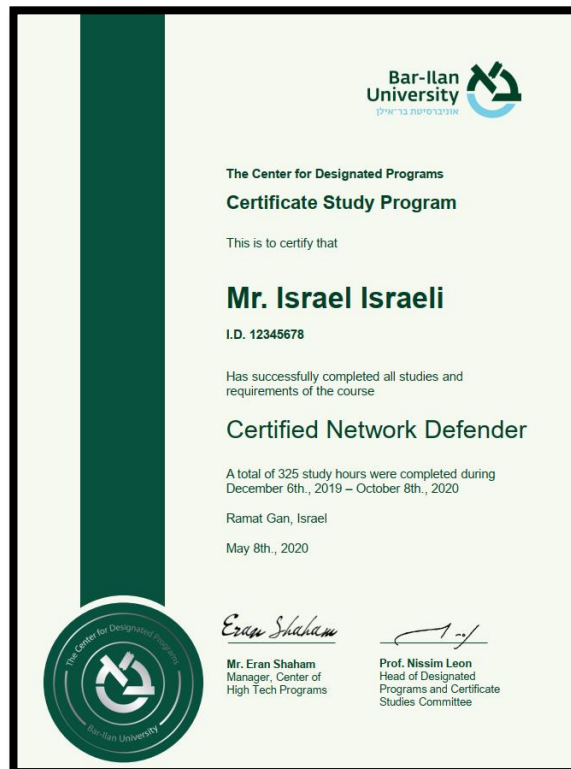 Bar-Ilan
University
אוניברסיטת בר־אילן
The Center for Designated Programs
Certificate Study Program
This is to certify that
Mr. Israel Israeli
I.D. 12345678
Has successfully completed all studies and
requirements of the course
Certified Network Defender
A total of 325 study hours were completed during
December 6th., 2019 – October 8th., 2020
Ramat Gan, Israel
May 8th., 2020
Eran Shaham
Mr. Eran Shaham
Manager, Center of
High Tech Programs
Prof. Nissim Leon
Head of Designated
Programs and Certificate
Studies Committee
The Center for Designated Programs
Bar-Ilan University